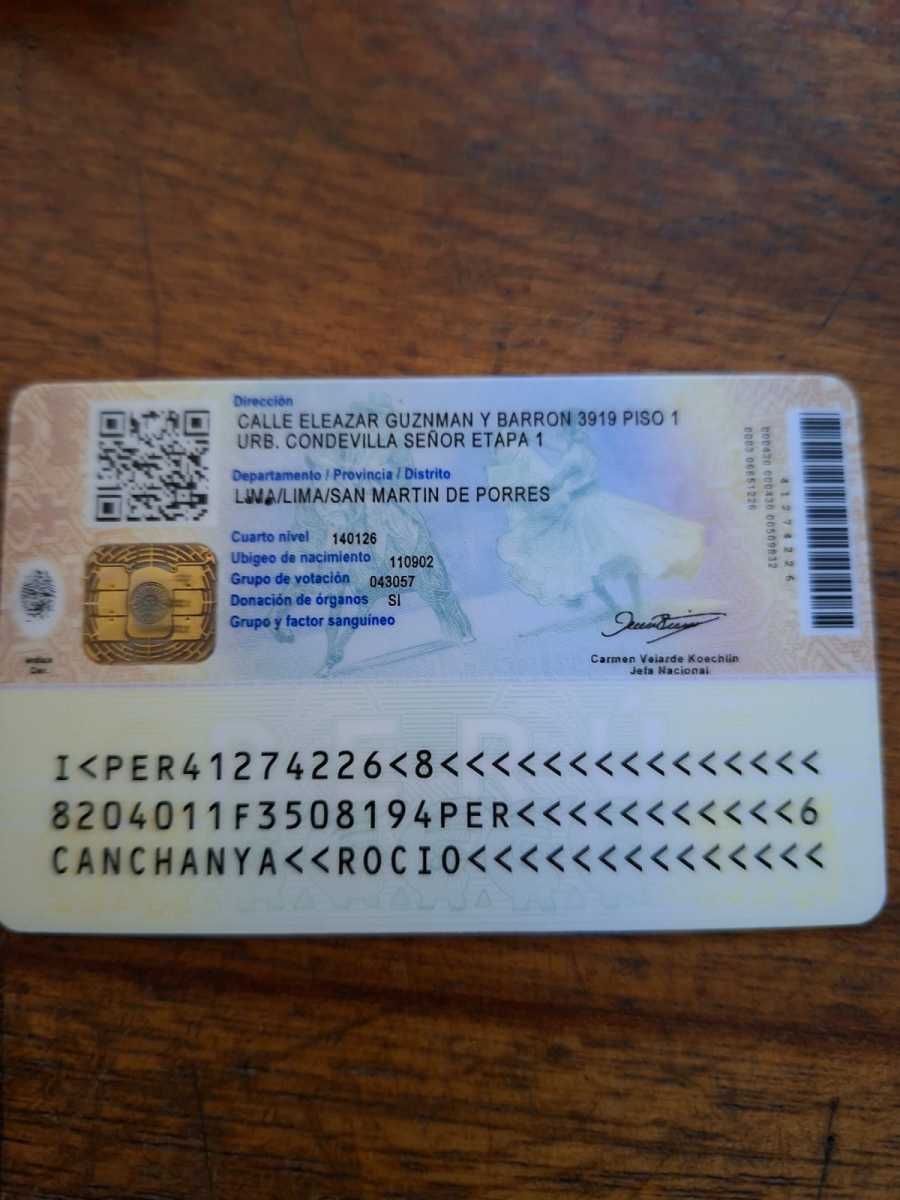 Dirección
CALLE ELEAZAR GUZNMAN Y BARRON 3919 PISO 1
URB. CONDEVILLA SEÑOR ETAPA 1
Departamento / Provincia / Distrito
LIMA/LIMA/SAN MARTIN DE PORRES
Cuarto nivel 140126
Ubigeo de nacimiento 110902
Grupo de votación 043057
Donación de órganos SI
Grupo y factor sanguíneo
Carmen Velarde Koechlin
Jefa Nacional
41274226
PERÚ
I<PER41274226<8<<<<<<<<<<<<<<<
8204011F3508194PER<<<<<<<<<<<6
CANCHANYA<<ROCIO<<<<<<<<<<<<<<